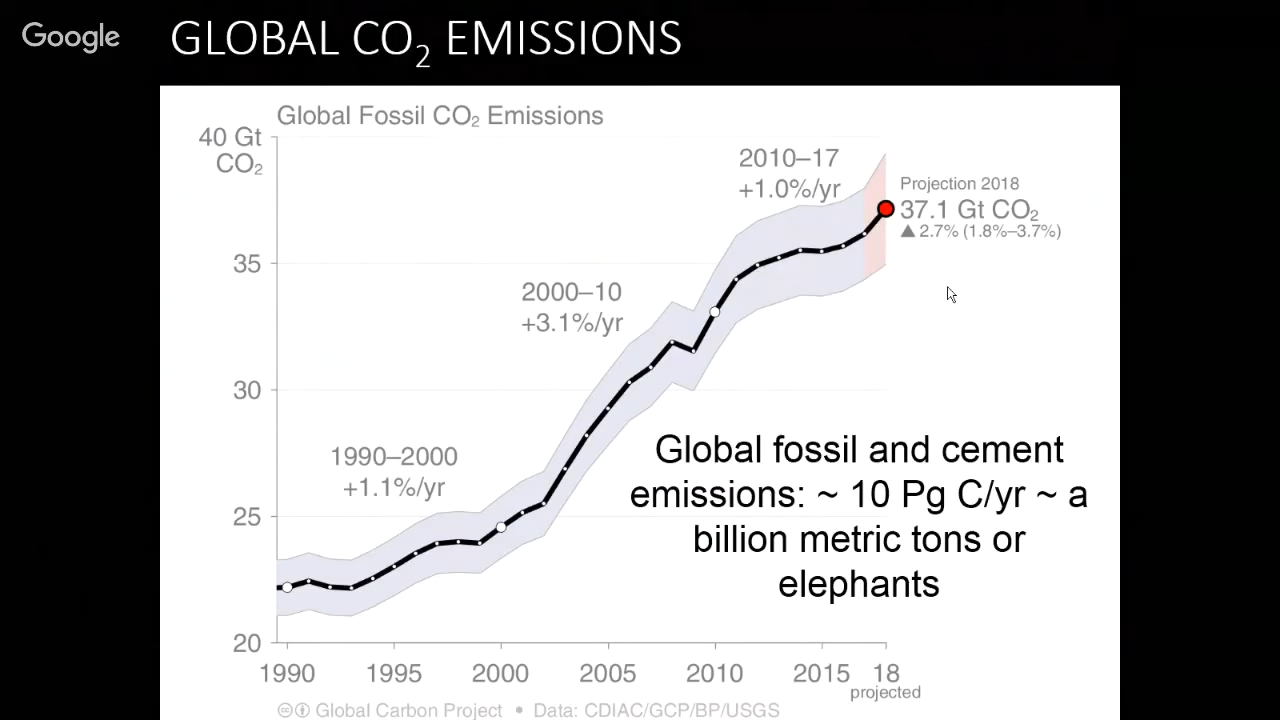 Google
GLOBAL CO₂ EMISSIONS
Global Fossil CO₂ Emissions
40 Gt
CO₂
2010–17
+1.0%/yr
Projection 2018
37.1 Gt CO₂
▲ 2.7% (1.8%–3.7%)
35
2000–10
+3.1%/yr
30
1990–2000
+1.1%/yr
Global fossil and cement
emissions: ~ 10 Pg C/yr ~ a
billion metric tons or
elephants
25
20
1990 1995 2000 2005 2010 2015 18
projected
Global Carbon Project • Data: CDIAC/GCP/BP/USGS